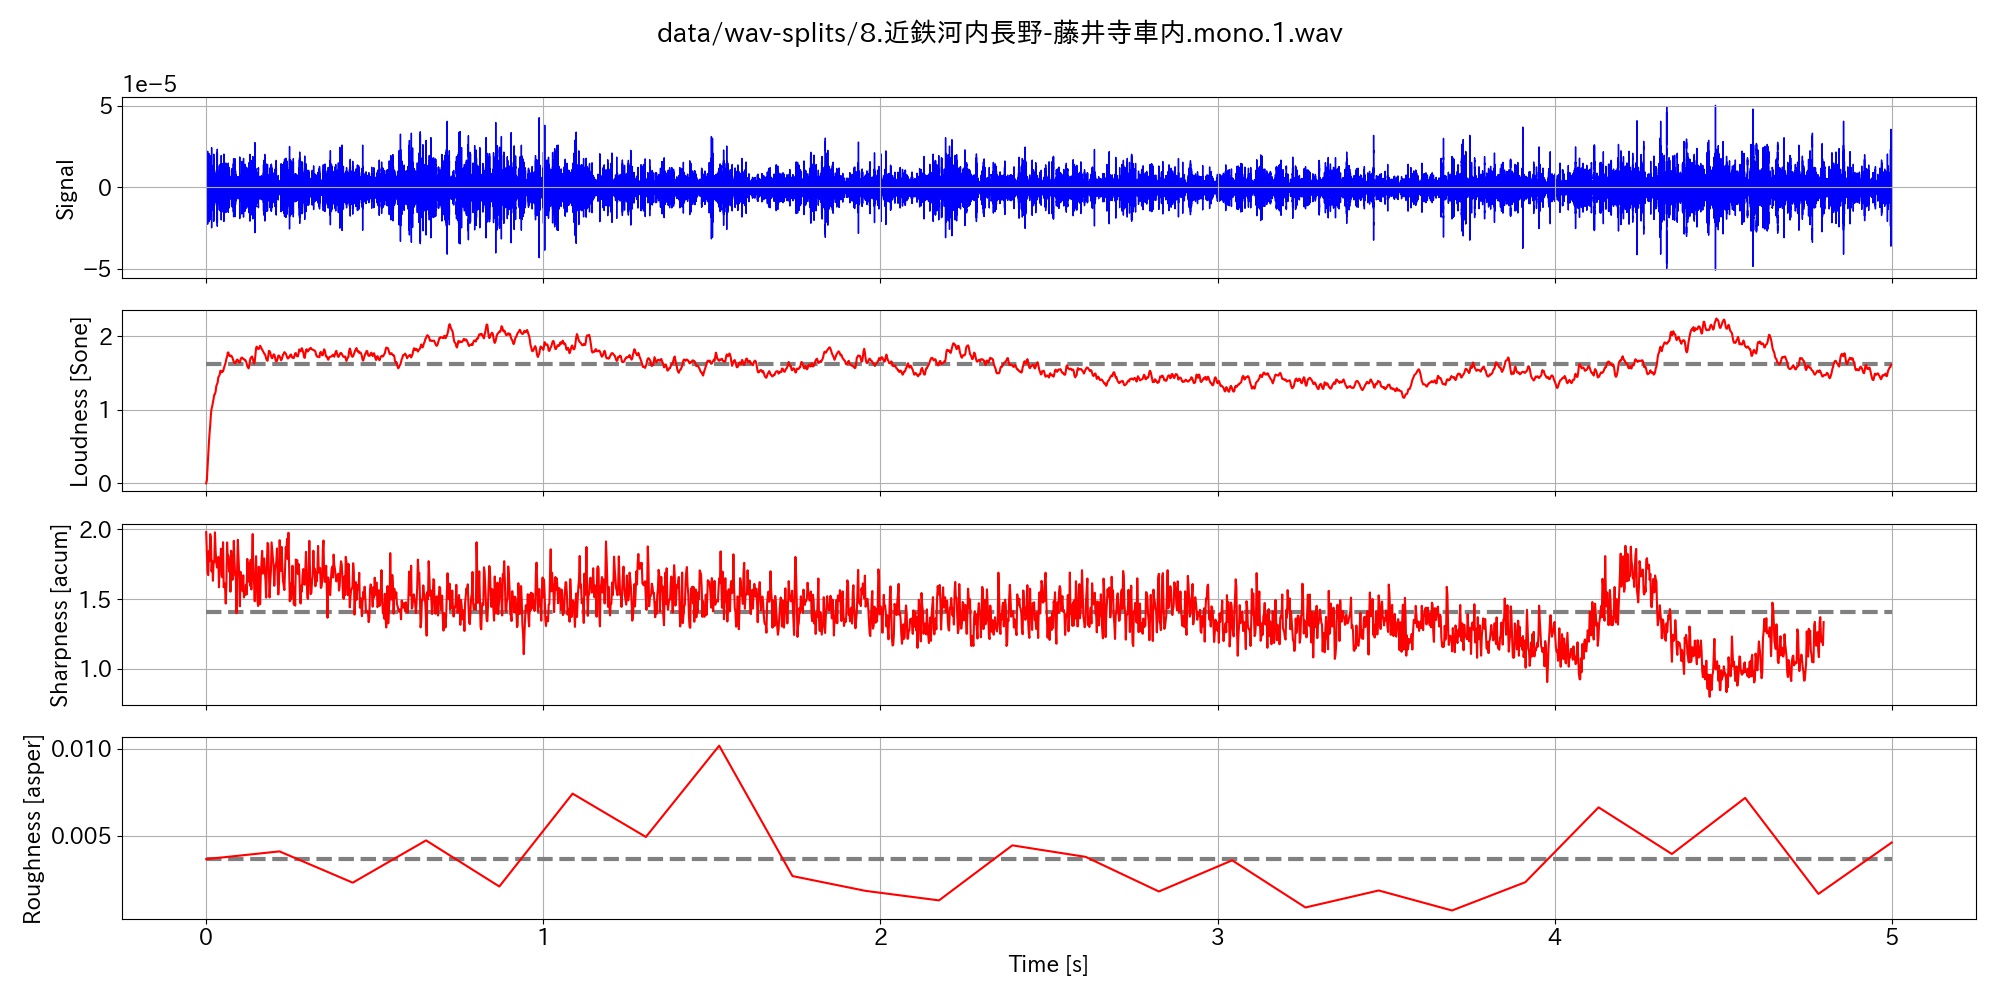 data/wav-splits/8.近鉄河内長野-藤井寺車内.mono.1.wav
1e−5
Signal
5
0
−5
Loudness [Sone]
2
1
0
Sharpness [acum]
2.0
1.5
1.0
Roughness [asper]
0.010
0.005
0 1 2 3 4 5
Time [s]